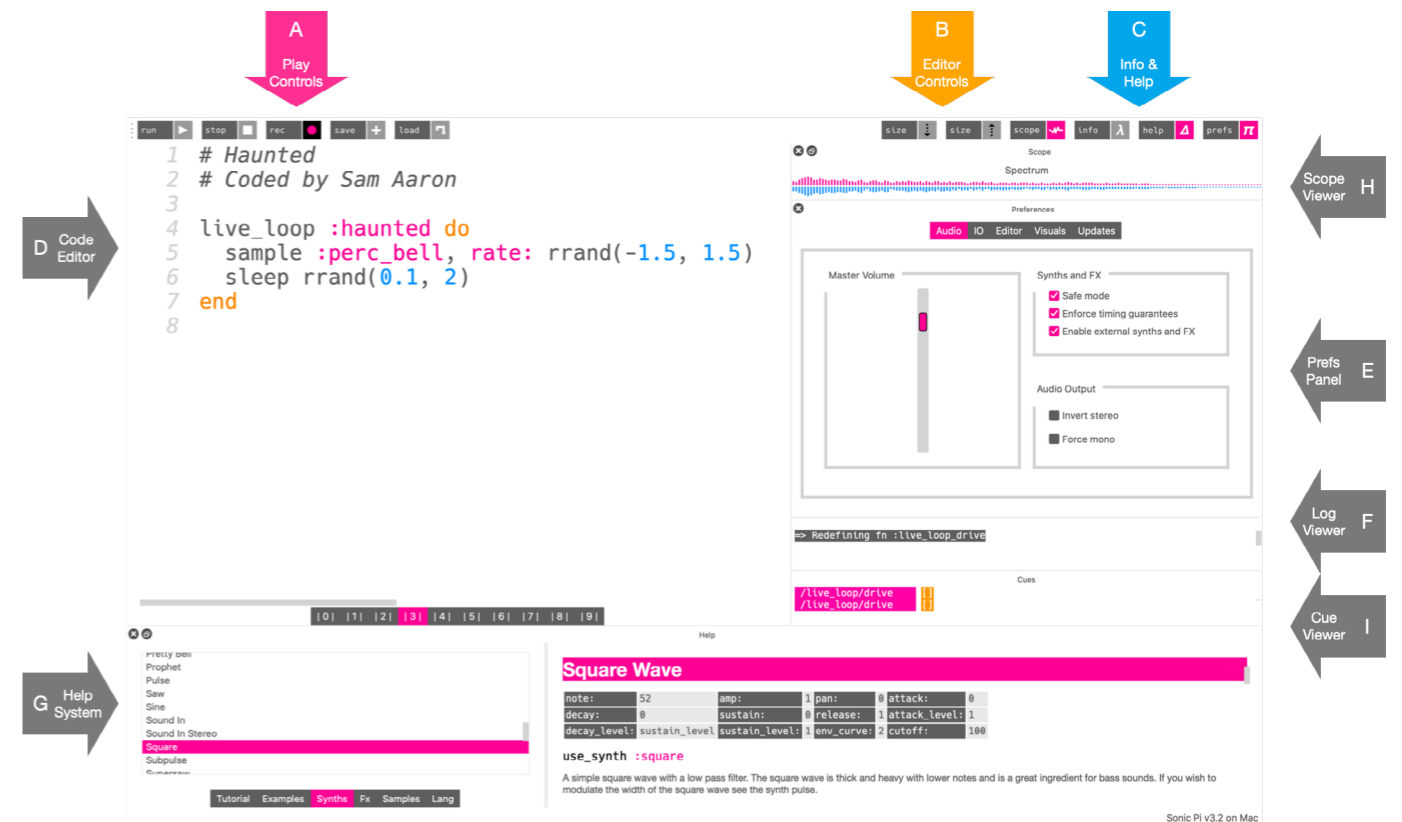 A
Play
Controls
B
Editor
Controls
C
Info &
Help
run stop rec save load size size scope info help prefs
1 # Haunted
2 # Coded by Sam Aaron
3
4 live_loop :haunted do
5 sample :perc_bell, rate: rrand(-1.5, 1.5)
6 sleep rrand(0.1, 2)
7 end
8
D Code
Editor
Scope
Spectrum
Scope
Viewer H
Preferences
Audio IO Editor Visuals Updates
Master Volume
Synths and FX
Safe mode
Enforce timing guarantees
Enable external synths and FX
Audio Output
Invert stereo
Force mono
Prefs
Panel E
=> Redefining fn :live_loop_drive
Log
Viewer F
Cues
/live_loop/drive []
/live_loop/drive []
Cue
Viewer I
|0| |1| |2| |3| |4| |5| |6| |7| |8| |9|
Help
G Help
System
Pretty Bell
Prophet
Pulse
Saw
Sine
Sound In
Sound In Stereo
Square
Subpulse
Supersaw
Tutorial Examples Synths Fx Samples Lang
Square Wave
note: 52 amp: 1 pan: 0 attack: 0
decay: 0 sustain: 0 release: 1 attack_level: 1
decay_level: sustain_level sustain_level: 1 env_curve: 2 cutoff: 100
use_synth :square
A simple square wave with a low pass filter. The square wave is thick and heavy with lower notes and is a great ingredient for bass sounds. If you wish to
modulate the width of the square wave see the synth pulse.
Sonic Pi v3.2 on Mac